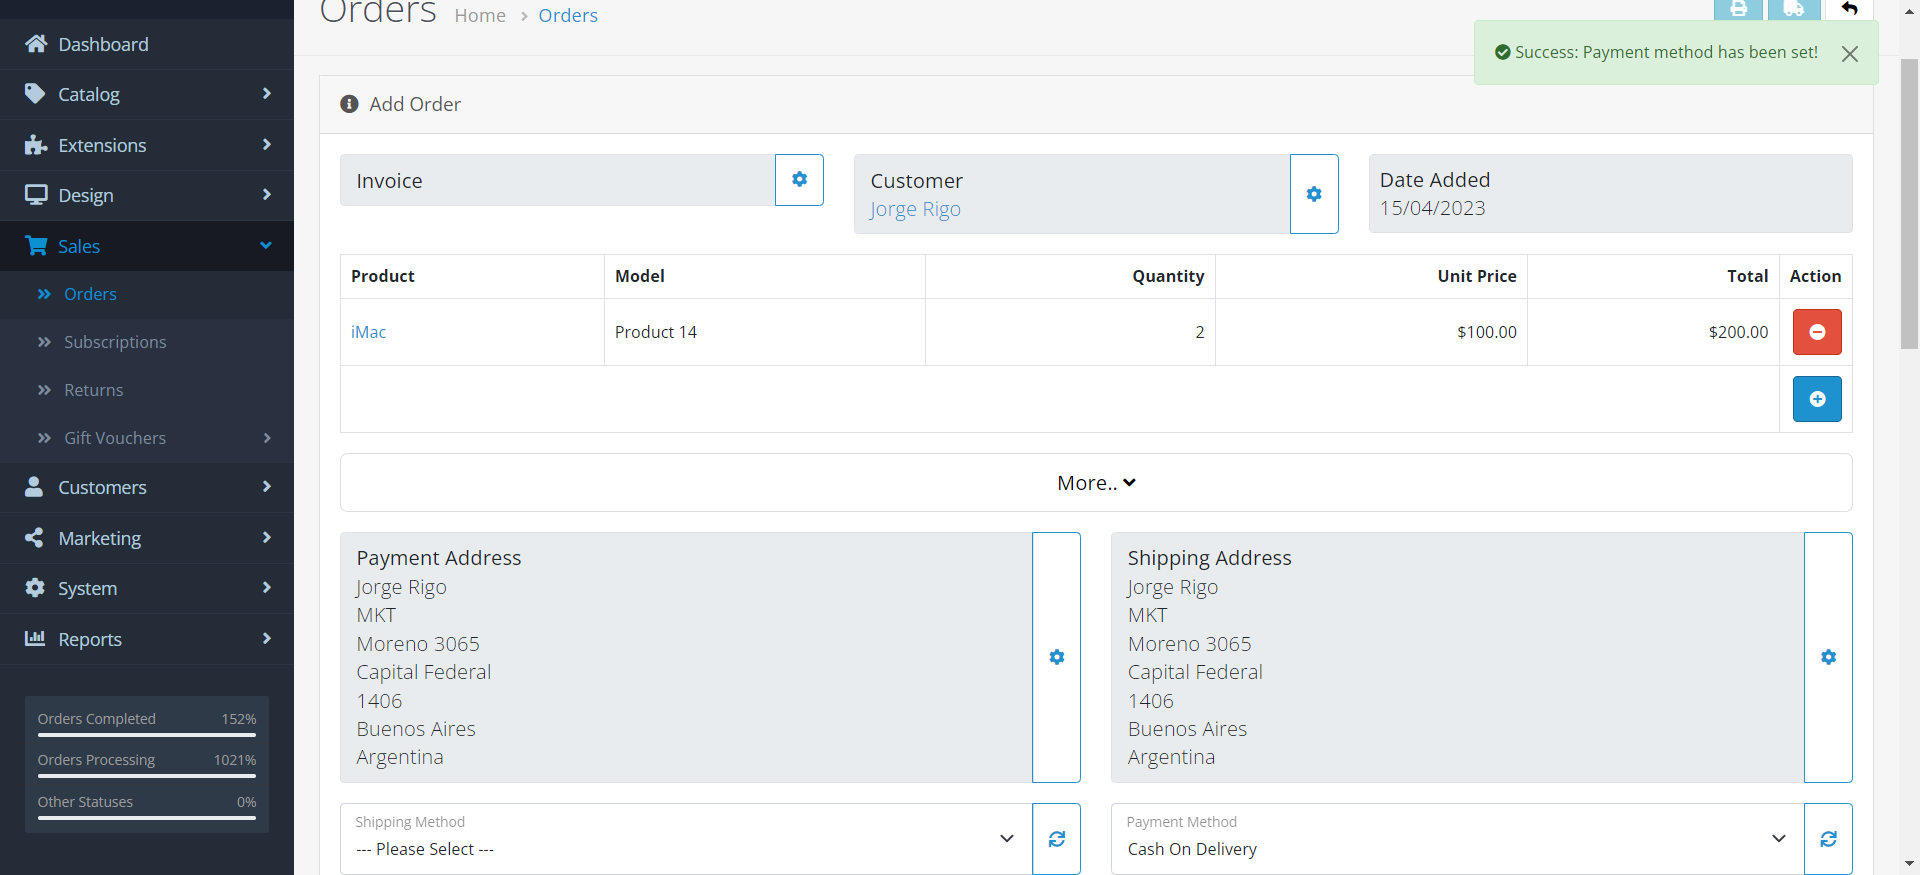 Orders Home Orders
Success: Payment method has been set!
Dashboard
Catalog
Extensions
Design
Sales
Orders
Subscriptions
Returns
Gift Vouchers
Customers
Marketing
System
Reports
Orders Completed 152%
Orders Processing 1021%
Other Statuses 0%
Add Order
Invoice
Customer
Jorge Rigo
Date Added
15/04/2023
Product Model Quantity Unit Price Total Action
iMac Product 14 2 $100.00 $200.00
More..
Payment Address
Jorge Rigo
MKT
Moreno 3065
Capital Federal
1406
Buenos Aires
Argentina
Shipping Address
Jorge Rigo
MKT
Moreno 3065
Capital Federal
1406
Buenos Aires
Argentina
Shipping Method
--- Please Select ---
Payment Method
Cash On Delivery